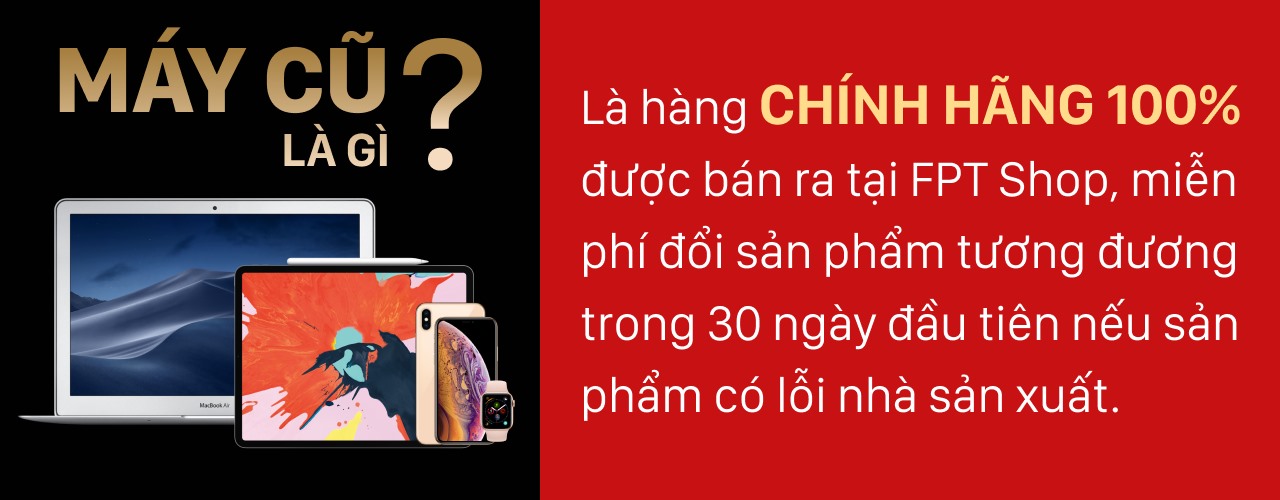 MÁY CŨ?
LÀ GÌ
MacBook Air
Là hàng CHÍNH HÃNG 100%
được bán ra tại FPT Shop, miễn
phí đổi sản phẩm tương đương
trong 30 ngày đầu tiên nếu sản
phẩm có lỗi nhà sản xuất.